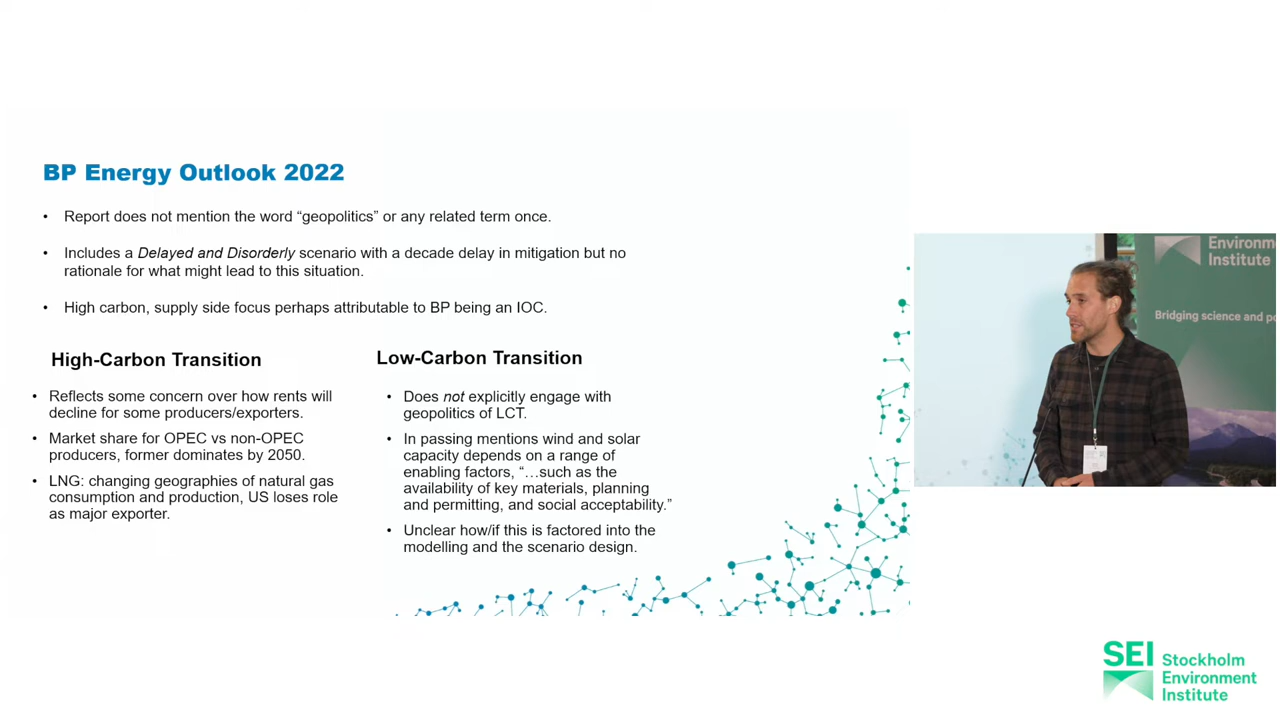 BP Energy Outlook 2022
• Report does not mention the word “geopolitics” or any related term once.
• Includes a Delayed and Disorderly scenario with a decade delay in mitigation but no
rationale for what might lead to this situation.
• High carbon, supply side focus perhaps attributable to BP being an IOC.
High-Carbon Transition
• Reflects some concern over how rents will
decline for some producers/exporters.
• Market share for OPEC vs non-OPEC
producers, former dominates by 2050.
• LNG: changing geographies of natural gas
consumption and production, US loses role
as major exporter.
Low-Carbon Transition
• Does not explicitly engage with
geopolitics of LCT.
• In passing mentions wind and solar
capacity depends on a range of
enabling factors, “…such as the
availability of key materials, planning
and permitting, and social acceptability.”
• Unclear how/if this is factored into the
modelling and the scenario design.
Environm
Institute
Bridging science and po
SEI Stockholm
Environment
Institute